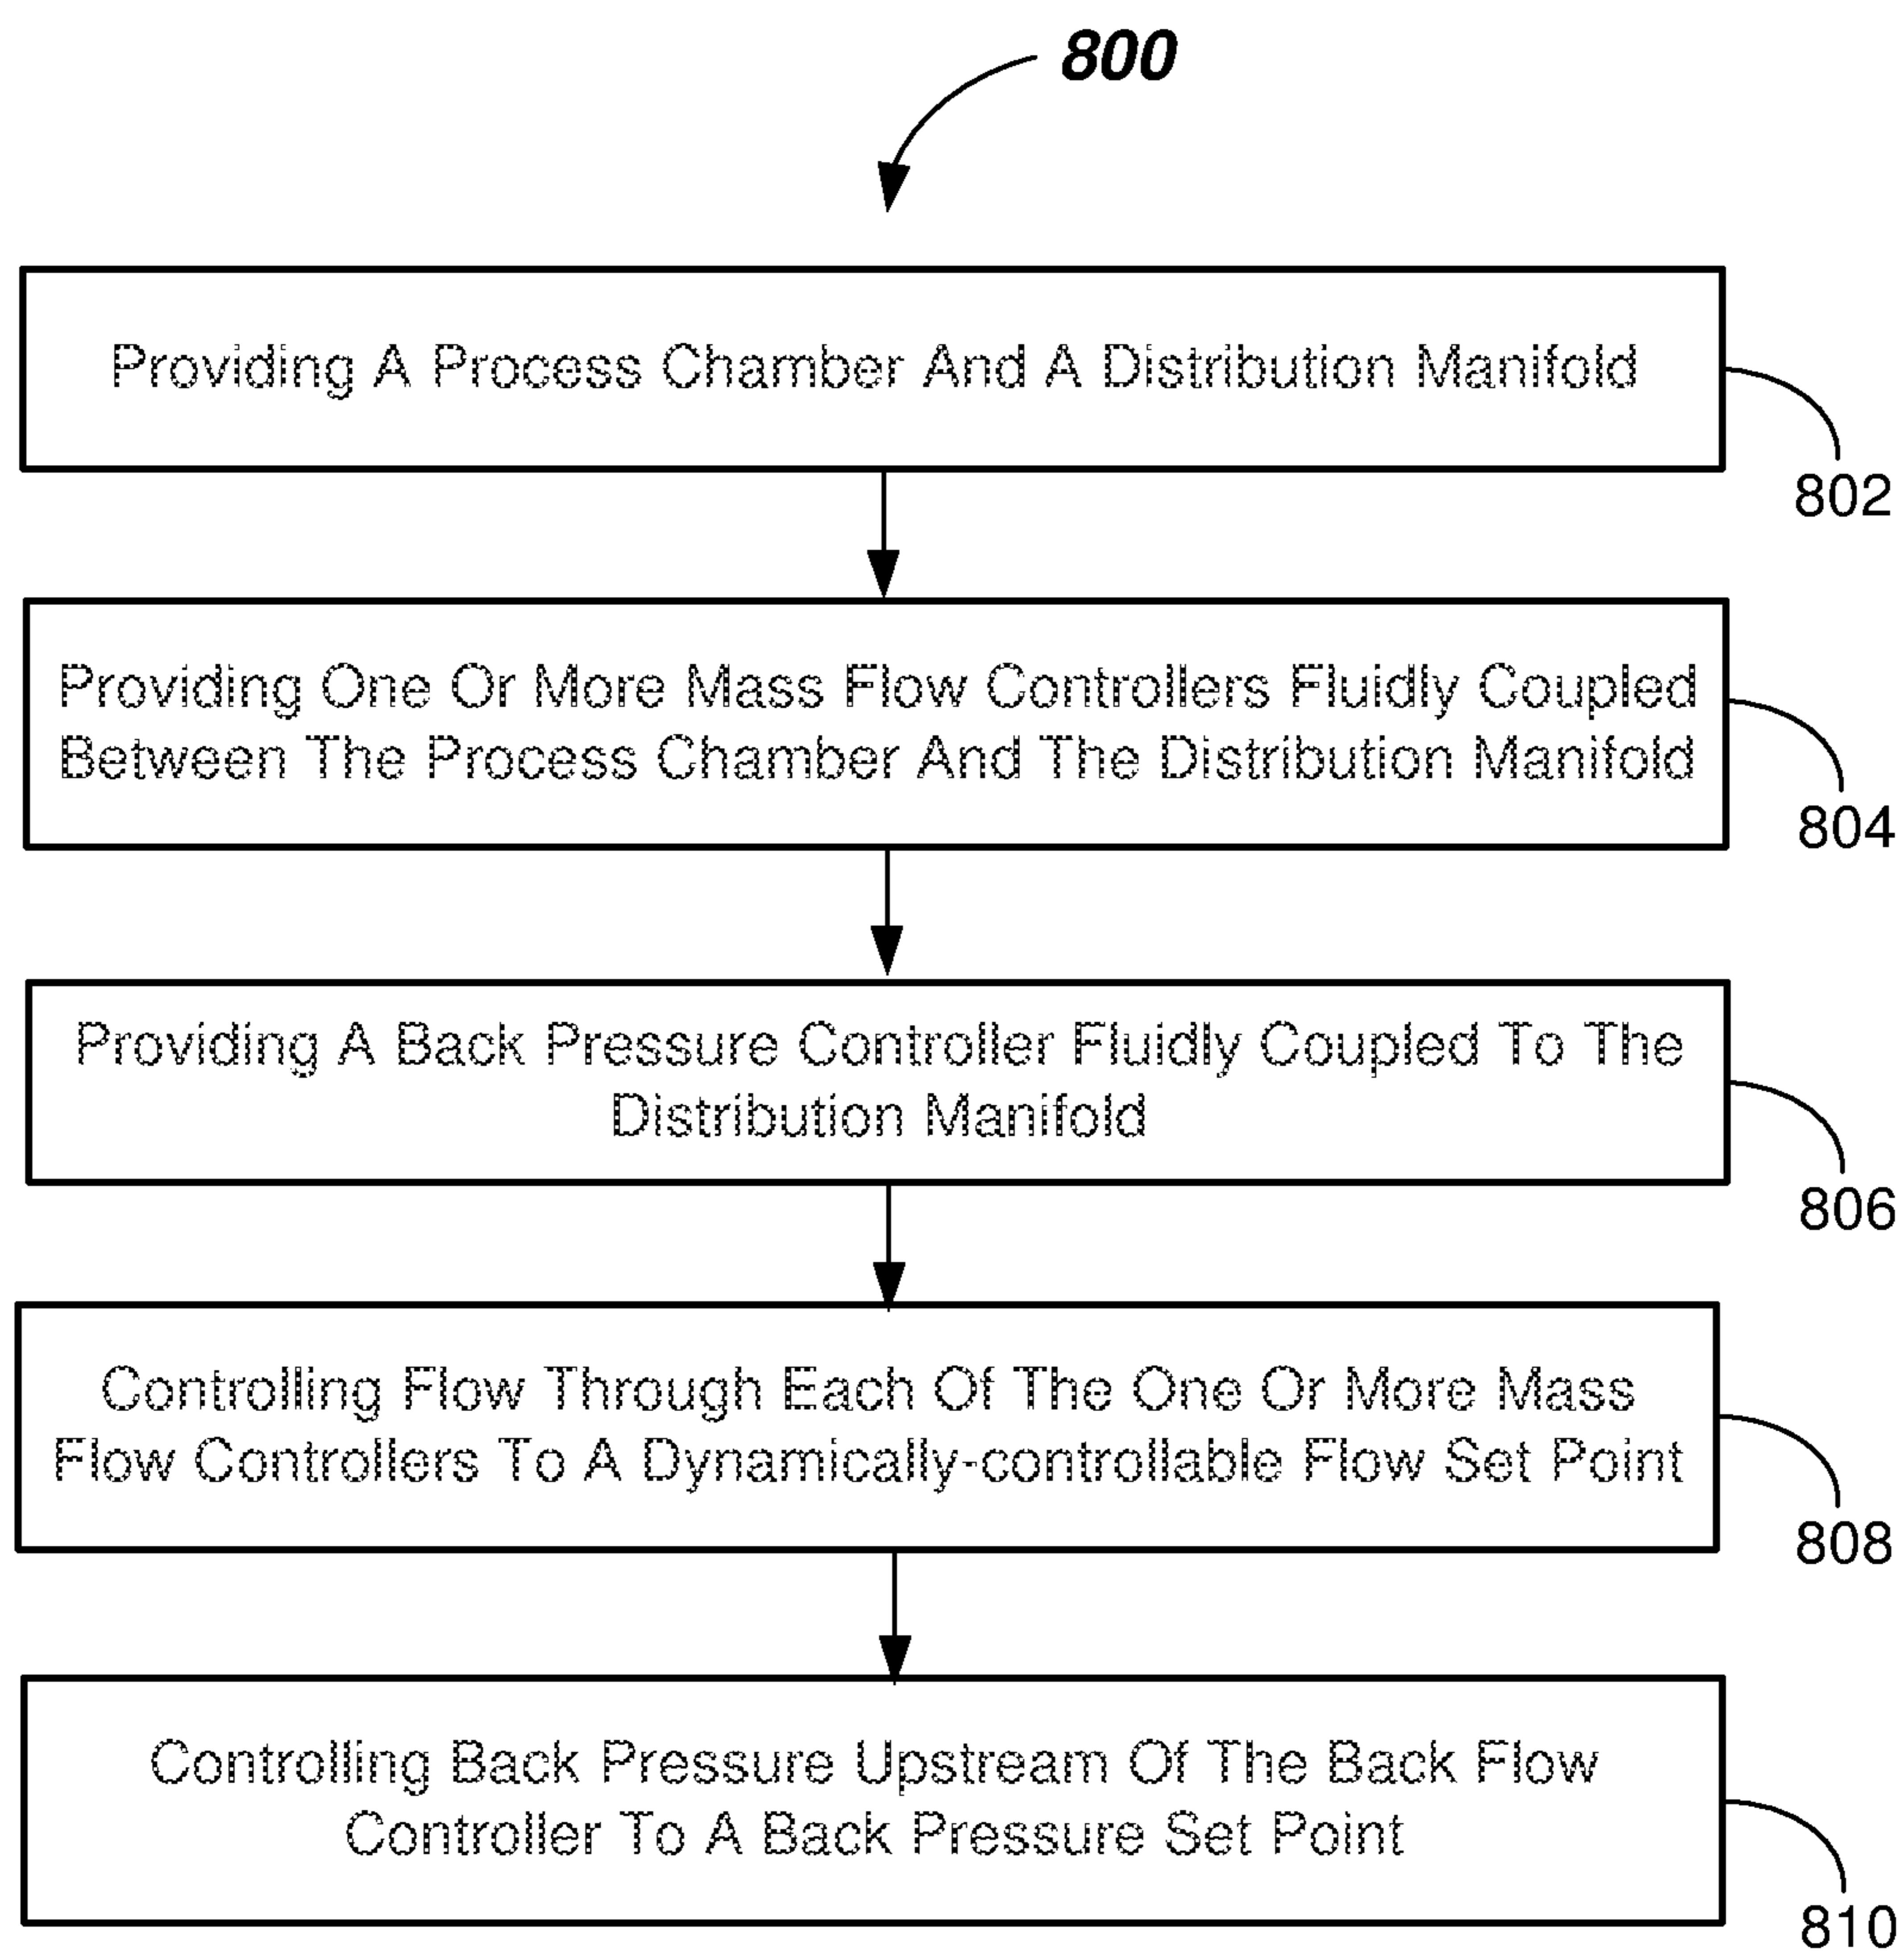 800
Providing A Process Chamber And A Distribution Manifold
802
Providing One Or More Mass Flow Controllers Fluidly Coupled
Between The Process Chamber And The Distribution Manifold
804
Providing A Back Pressure Controller Fluidly Coupled To The
Distribution Manifold
806
Controlling Flow Through Each Of The One Or More Mass
Flow Controllers To A Dynamically-controllable Flow Set Point
808
Controlling Back Pressure Upstream Of The Back Flow
Controller To A Back Pressure Set Point
810